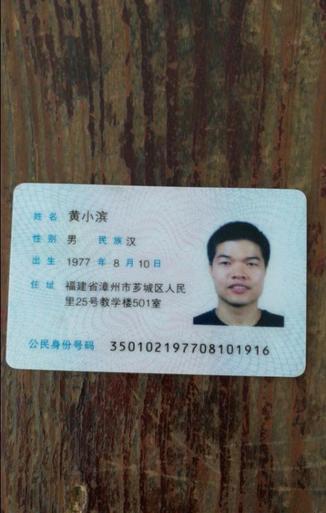 姓名 黄小滨
性别 男 民族 汉
出生 1977 年 8 月 10 日
住址 福建省漳州市芗城区人民
里25号教学楼501室
公民身份号码 350102197708101916